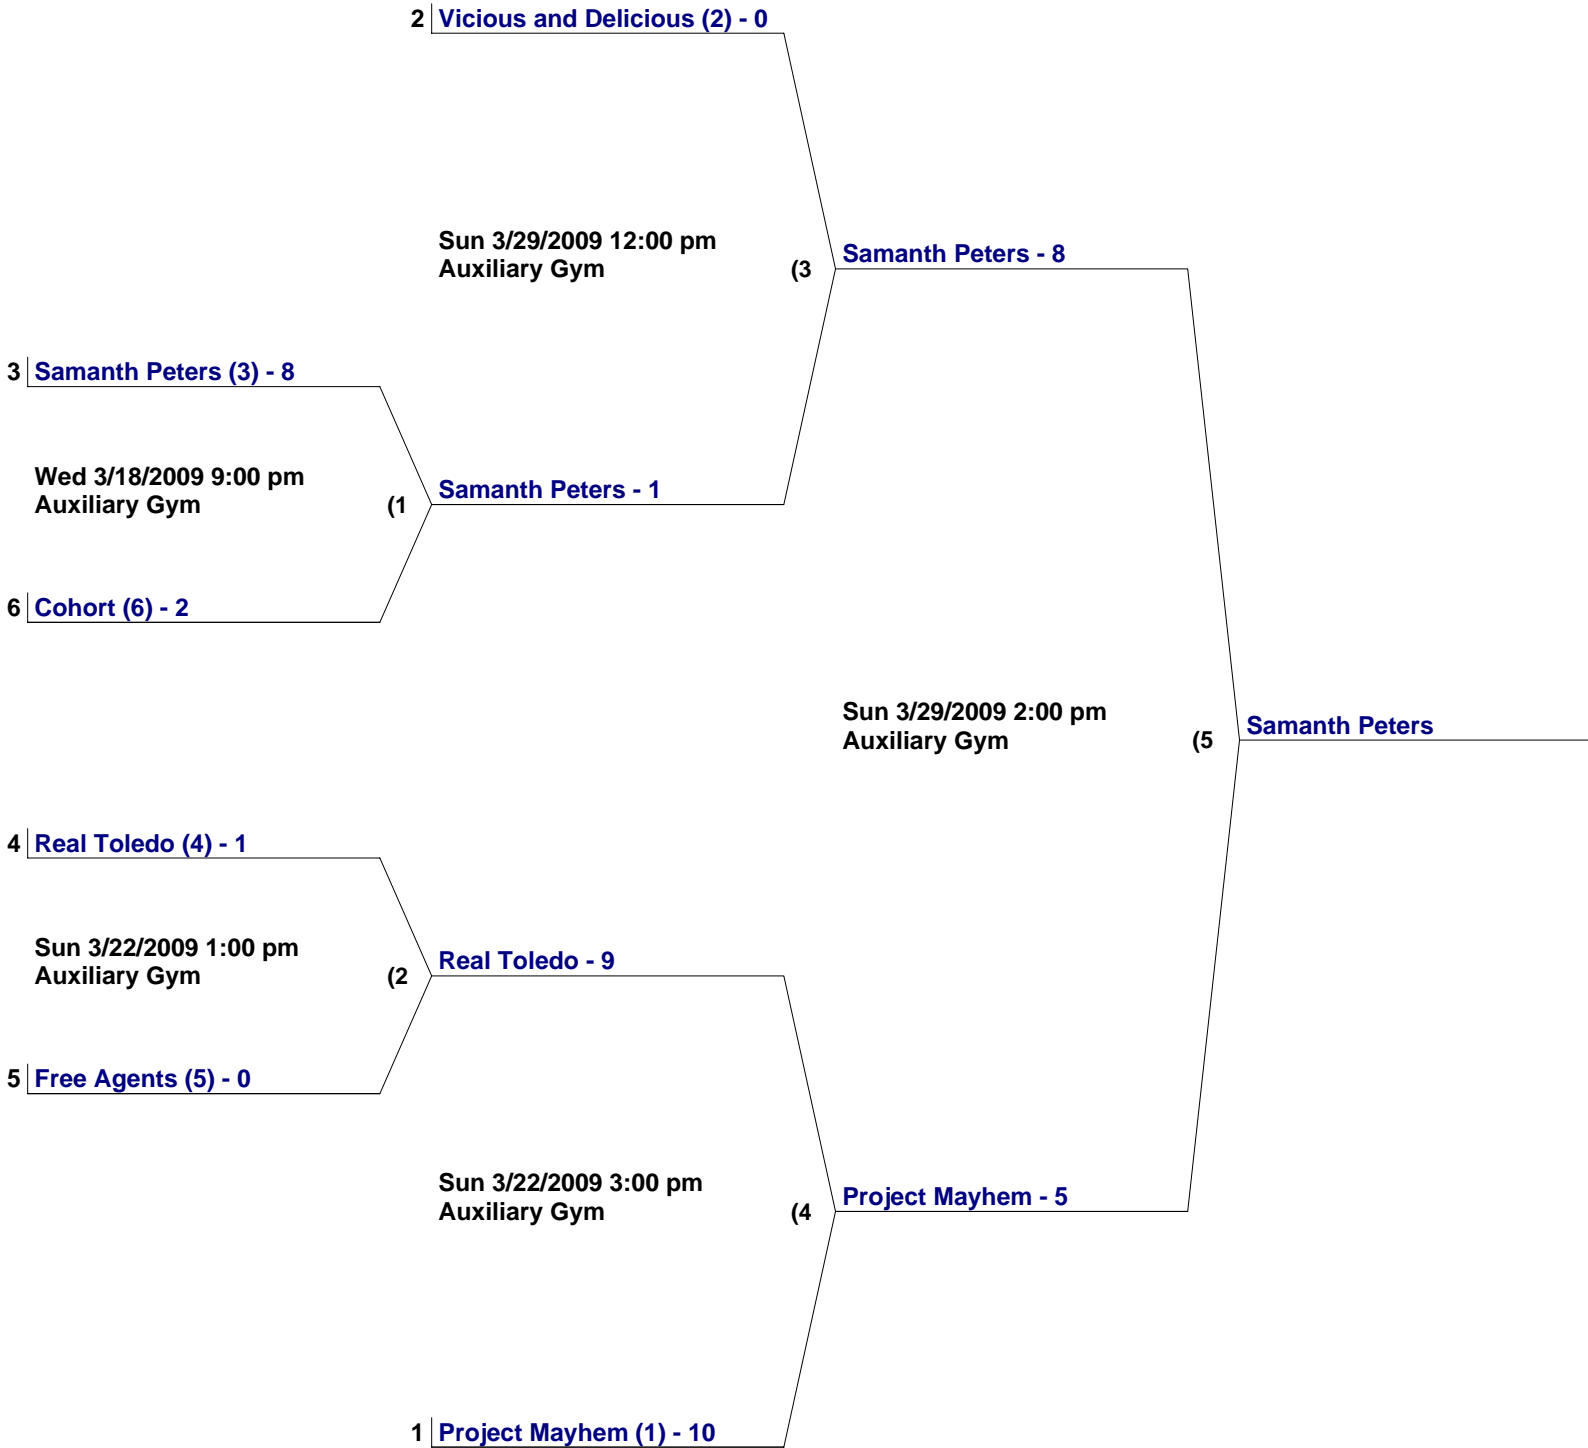 2 Vicious and Delicious (2) - 0
Sun 3/29/2009 12:00 pm
Auxiliary Gym (3
Samanth Peters - 8
3 Samanth Peters (3) - 8
Wed 3/18/2009 9:00 pm
Auxiliary Gym (1
Samanth Peters - 1
6 Cohort (6) - 2
Sun 3/29/2009 2:00 pm
Auxiliary Gym (5
Samanth Peters
4 Real Toledo (4) - 1
Sun 3/22/2009 1:00 pm
Auxiliary Gym (2
Real Toledo - 9
5 Free Agents (5) - 0
Sun 3/22/2009 3:00 pm
Auxiliary Gym (4
Project Mayhem - 5
1 Project Mayhem (1) - 10